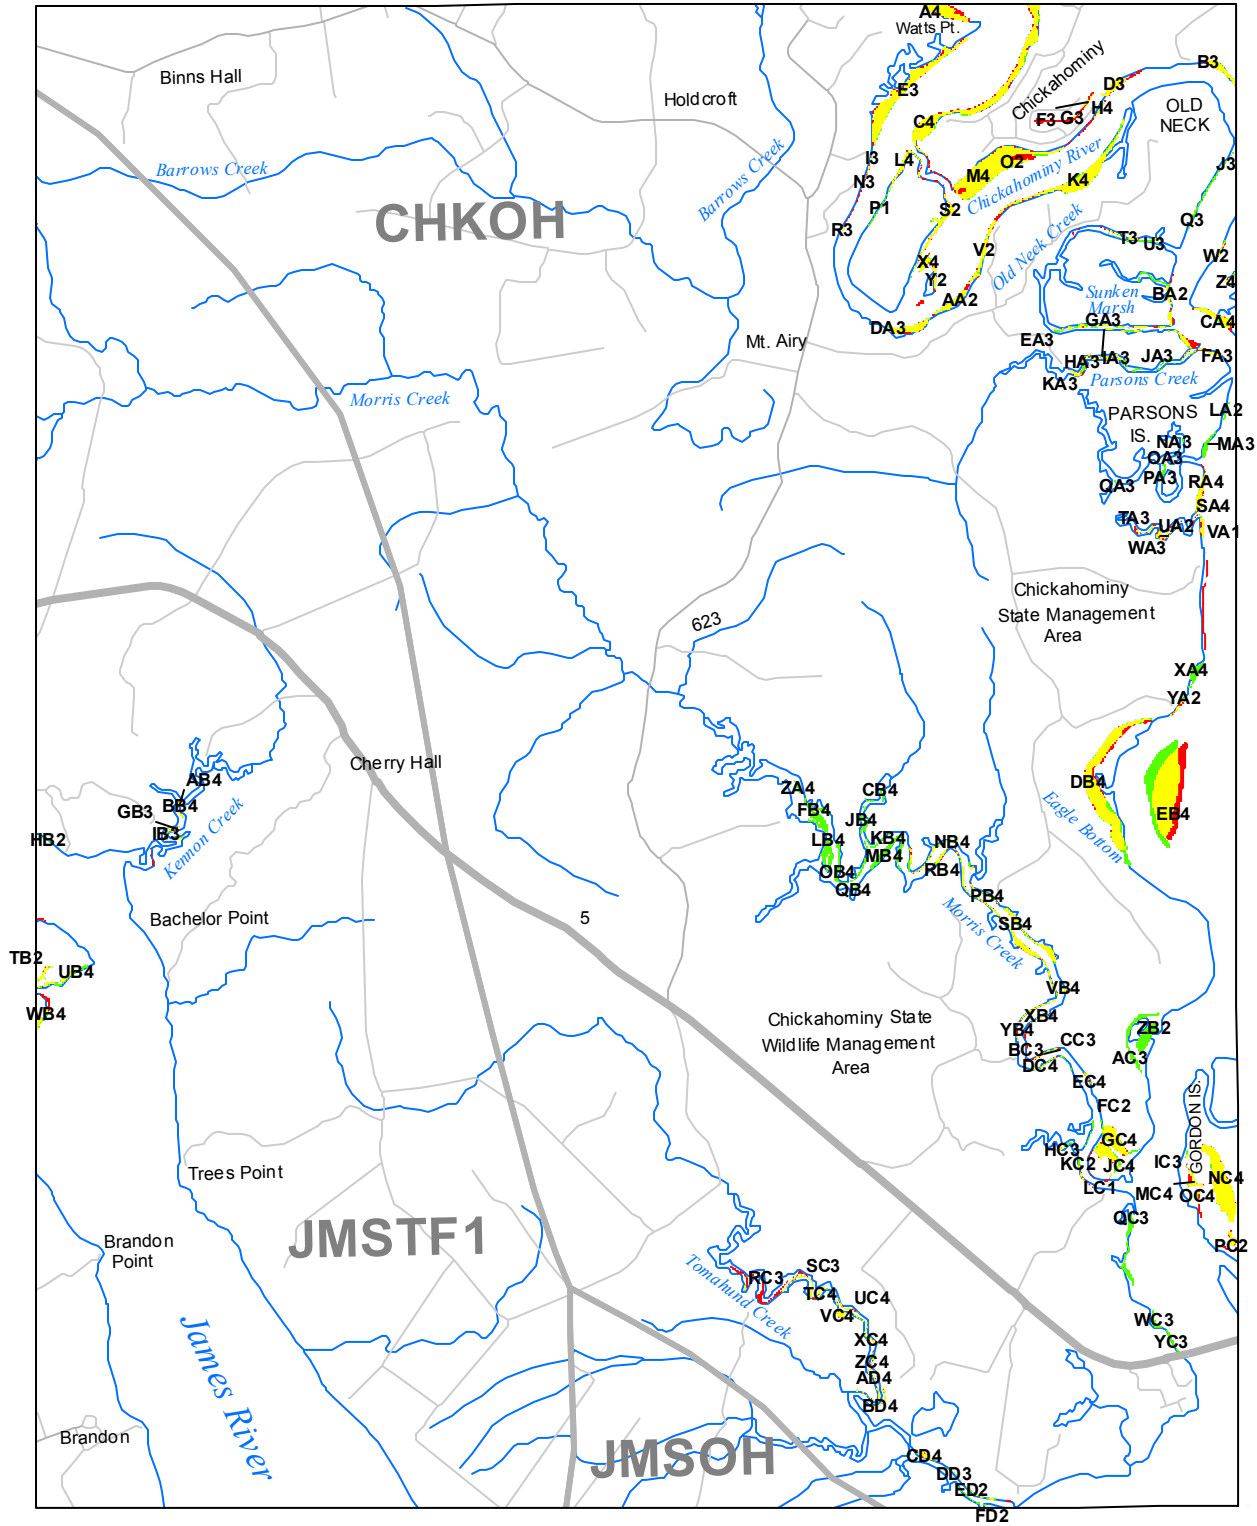 A4
Watts Pt.
B3
Binns Hall
E3
Holdcroft
Chickahominy
D3
H4
OLD
NECK
F3
G3
C4
Barrows Creek
Barrows Creek
I3
L4
O2
M4
Chickahominy River
K4
J3
N3
P1
S2
CHKOH
R3
Q3
V2
Old Neck Creek
T3
U3
W2
X4
Y2
Z4
AA2
Sunken
Marsh
BA2
GA3
CA4
DA3
EA3
Mt. Airy
HA3
IA3
JA3
FA3
KA3
Parsons Creek
Morris Creek
PARSONS
IS.
LA2
NA3
MA3
OA3
PA3
QA3
RA4
SA4
TA3
UA2
VA1
WA3
Chickahominy
State Management
Area
623
XA4
YA2
Cherry Hall
AB4
BB4
GB3
IB3
HB2
Kennon Creek
ZA4
CB4
FB4
JB4
DB4
EB4
Eagle Bottom
LB4
KB4
MB4
NB4
RB4
OB4
QB4
PB4
Bachelor Point
5
SB4
Morris Creek
TB2
UB4
VB4
WB4
Chickahominy State
Wildlife Management
Area
XB4
YB4
ZB2
CC3
BC3
DC4
AC3
EC4
FC2
GC4
HC3
KC2
JC4
IC3
GORDON IS.
NC4
Trees Point
LC1
MC4
OC4
QC3
JMSTF1
Brandon
Point
PC2
Tomahund Creek
RC3
SC3
TC4
UC4
VC4
WC3
XC4
YC3
James River
ZC4
AD4
BD4
Brandon
JMSOH
CD4
DD3
ED2
FD2